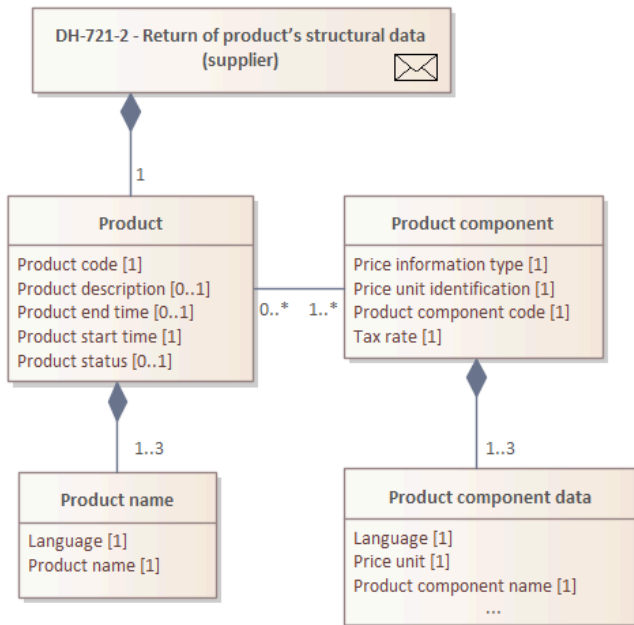 DH-721-2 - Return of product's structural data
(supplier)
1
Product
Product code [1]
Product description [0..1]
Product end time [0..1]
Product start time [1]
Product status [0..1]
0..*
1..*
Product component
Price information type [1]
Price unit identification [1]
Product component code [1]
Tax rate [1]
1..3
Product name
Language [1]
Product name [1]
1..3
Product component data
Language [1]
Price unit [1]
Product component name [1]
...